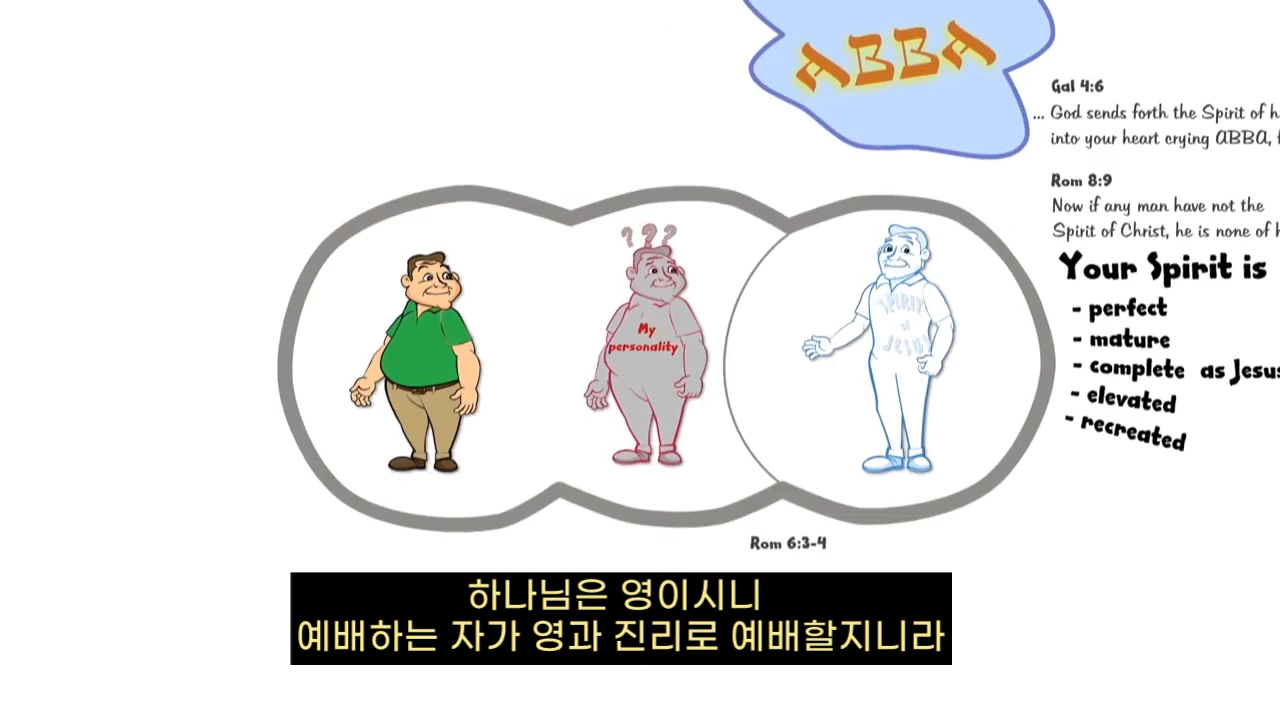 ABBA
Gal 4:6
... God sends forth the Spirit of h
into your heart crying ABBA, f
Rom 8:9
Now if any man have not the
Spirit of Christ, he is none of h
Your Spirit is
- perfect
- mature
- complete as Jesus
- elevated
- recreated
? ? ?
My
personality
SPIRIT
of
JESUS
Rom 6:3-4
하나님은 영이시니
예배하는 자가 영과 진리로 예배할지니라